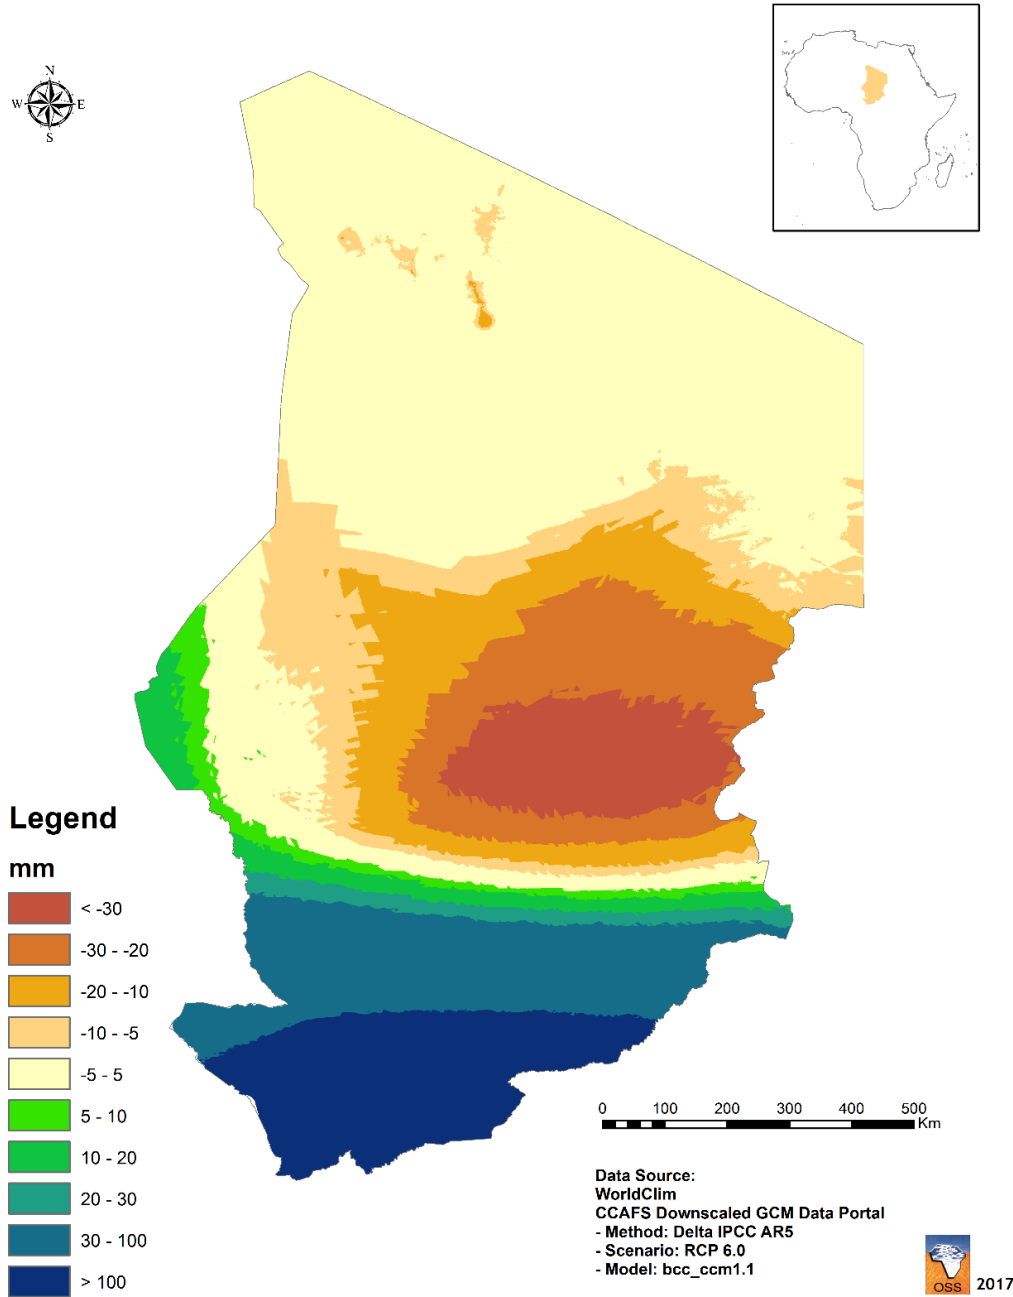 N
W E
S
Legend
mm
< -30
-30 - -20
-20 - -10
-10 - -5
-5 - 5
5 - 10
10 - 20
20 - 30
30 - 100
> 100
0 100 200 300 400 500
Km
Data Source:
WorldClim
CCAFS Downscaled GCM Data Portal
- Method: Delta IPCC AR5
- Scenario: RCP 6.0
- Model: bcc_ccm1.1
OSS
2017